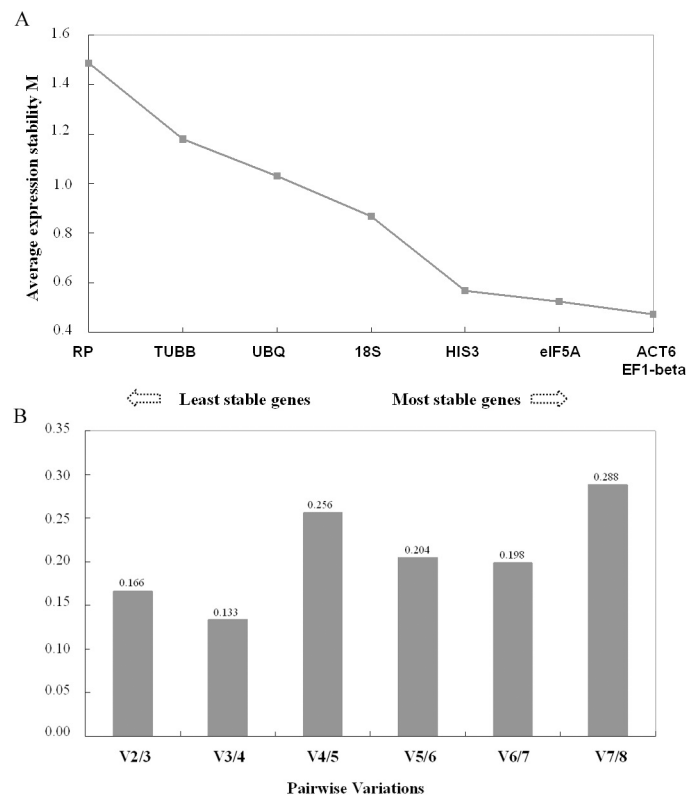 A
Average expression stability M
1.6
1.4
1.2
1.0
0.8
0.6
0.4
RP TUBB UBQ 18S HIS3 eIF5A ACT6
EF1-beta
Least stable genes Most stable genes
B
0.35
0.30
0.25
0.20
0.15
0.10
0.05
0.00
0.166 0.133 0.256 0.204 0.198 0.288
V2/3 V3/4 V4/5 V5/6 V6/7 V7/8
Pairwise Variations